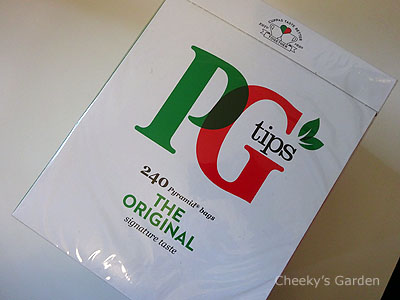 PG
tips
240 Pyramid® bags
THE
ORIGINAL
signature taste
Cheeky's Garden